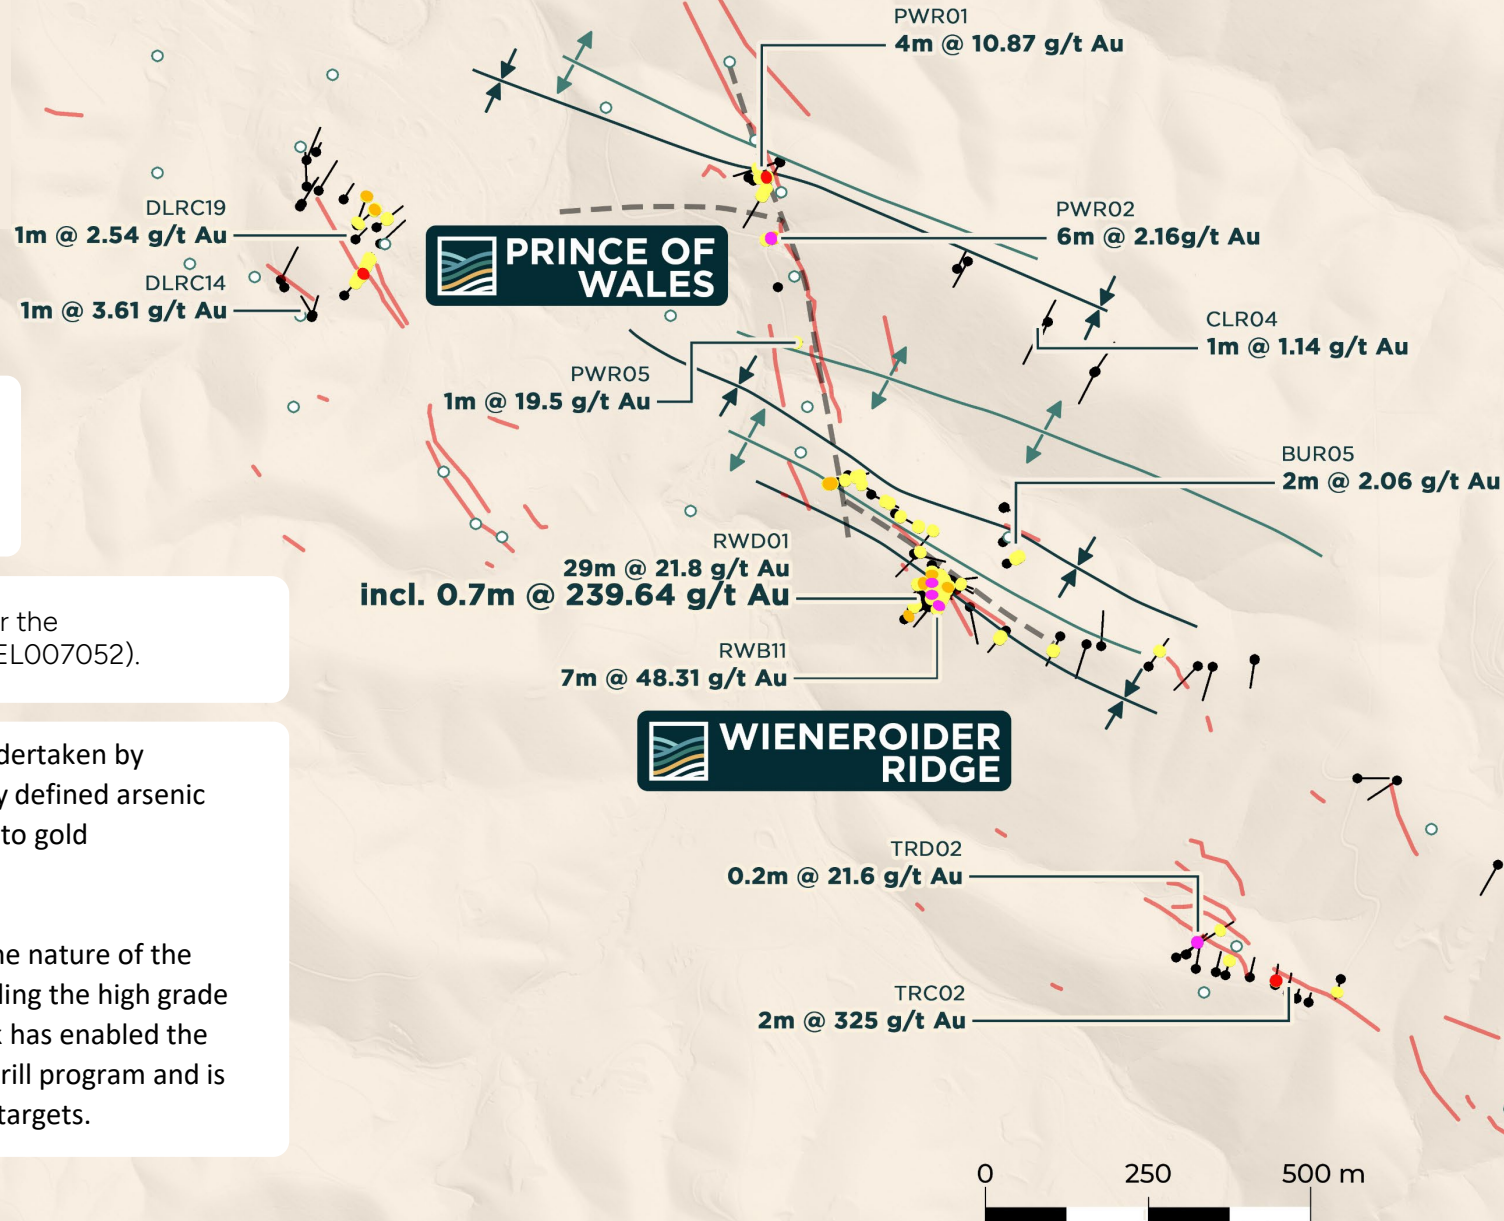 PWR01
4m @ 10.87 g/t Au
DLRC19
1m @ 2.54 g/t Au
DLRC14
1m @ 3.61 g/t Au
PRINCE OF
WALES
PWR02
6m @ 2.16g/t Au
CLR04
1m @ 1.14 g/t Au
PWR05
1m @ 19.5 g/t Au
BUR05
2m @ 2.06 g/t Au
RWD01
29m @ 21.8 g/t Au
incl. 0.7m @ 239.64 g/t Au
RWB11
7m @ 48.31 g/t Au
WIENEROIDER
RIDGE
r the
EL007052).
dertaken by
y defined arsenic
to gold
ne nature of the
ling the high grade
k has enabled the
rill program and is
targets.
TRD02
0.2m @ 21.6 g/t Au
TRC02
2m @ 325 g/t Au
0 250 500 m